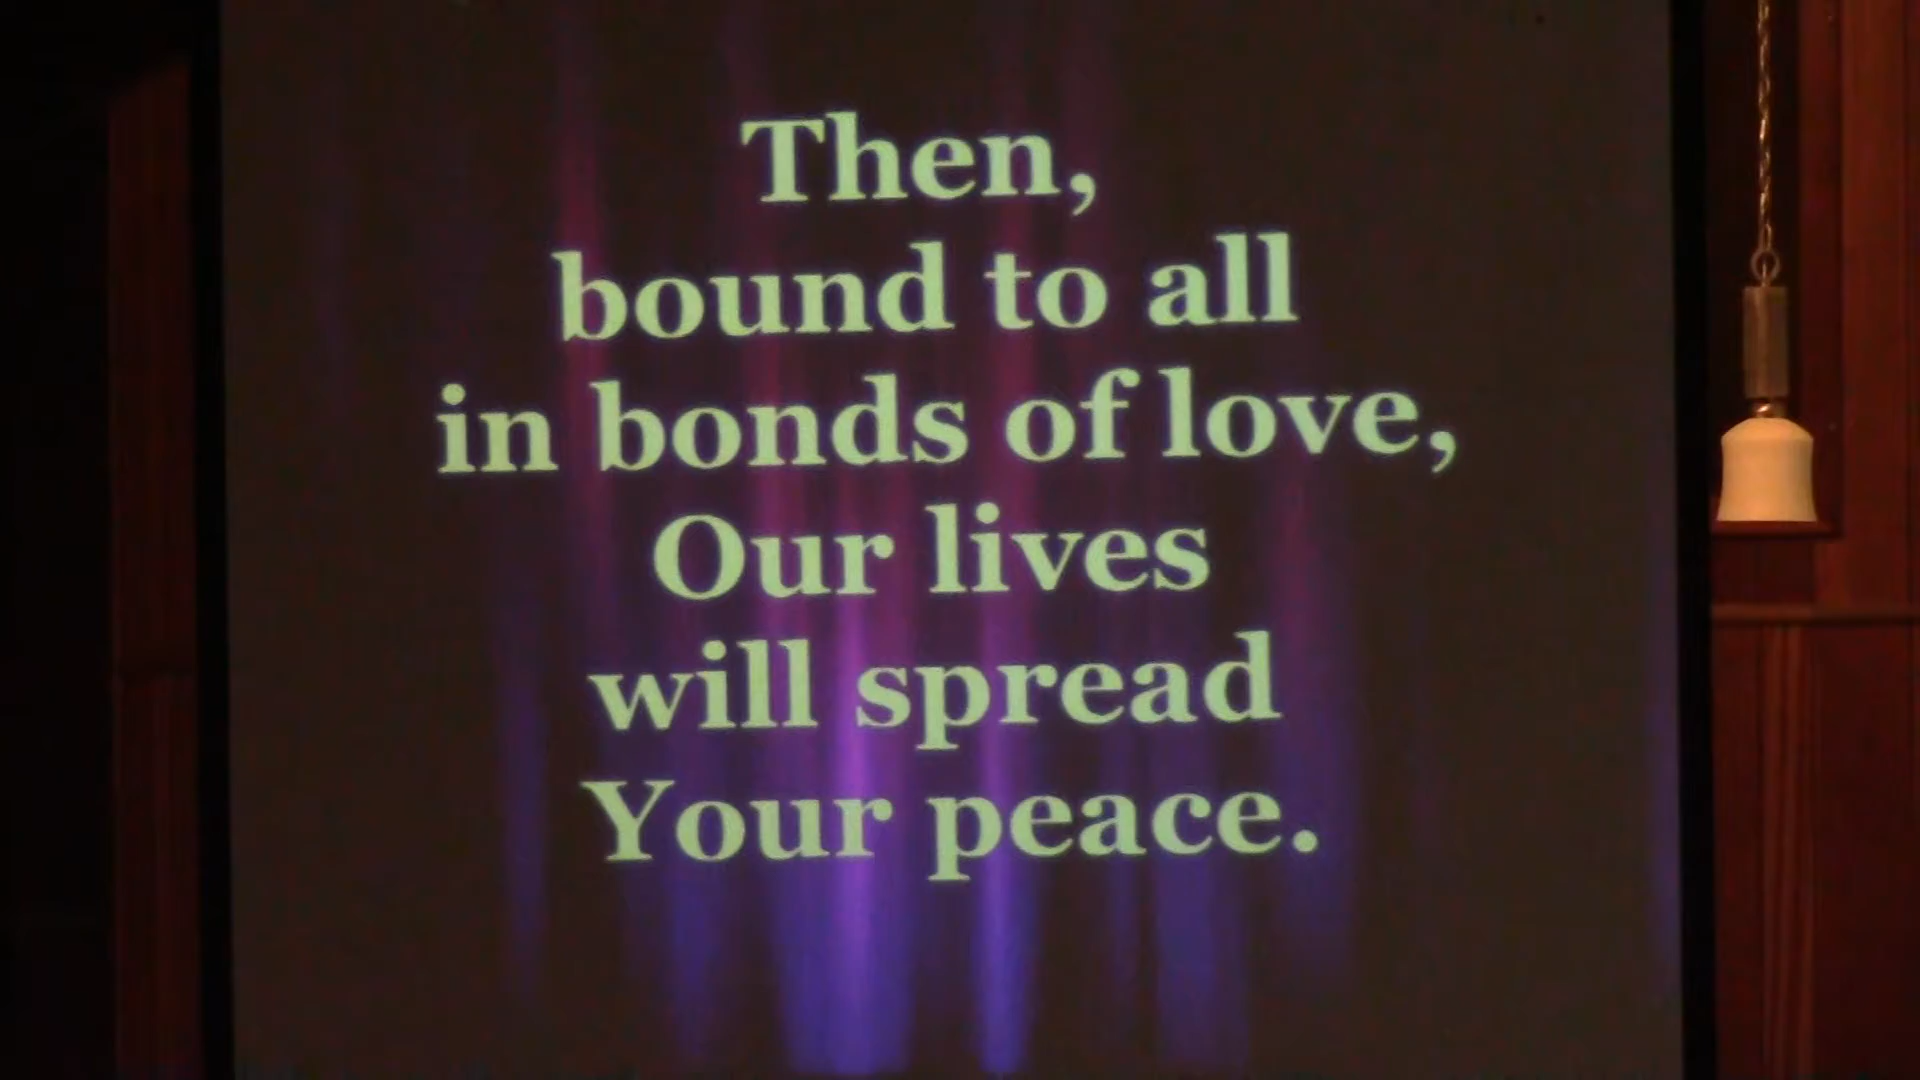 Then,
bound to all
in bonds of love,
Our lives
will spread
Your peace.